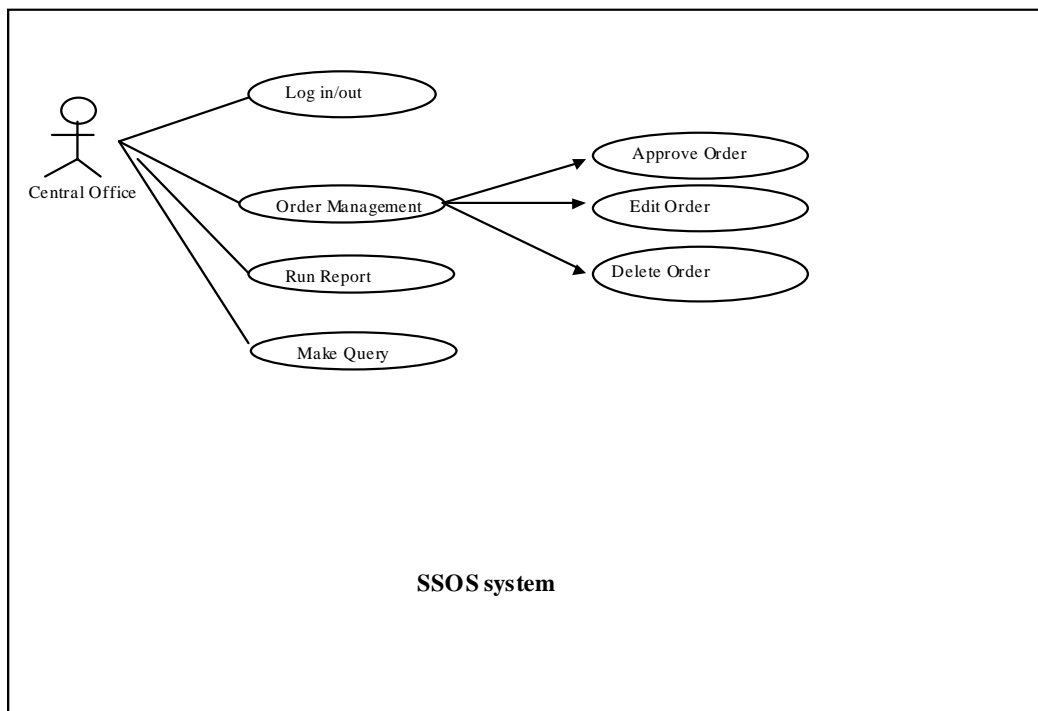 Log in/out
Central Office
Approve Order
Order Management
Edit Order
Run Report
Delete Order
Make Query
SSOS system